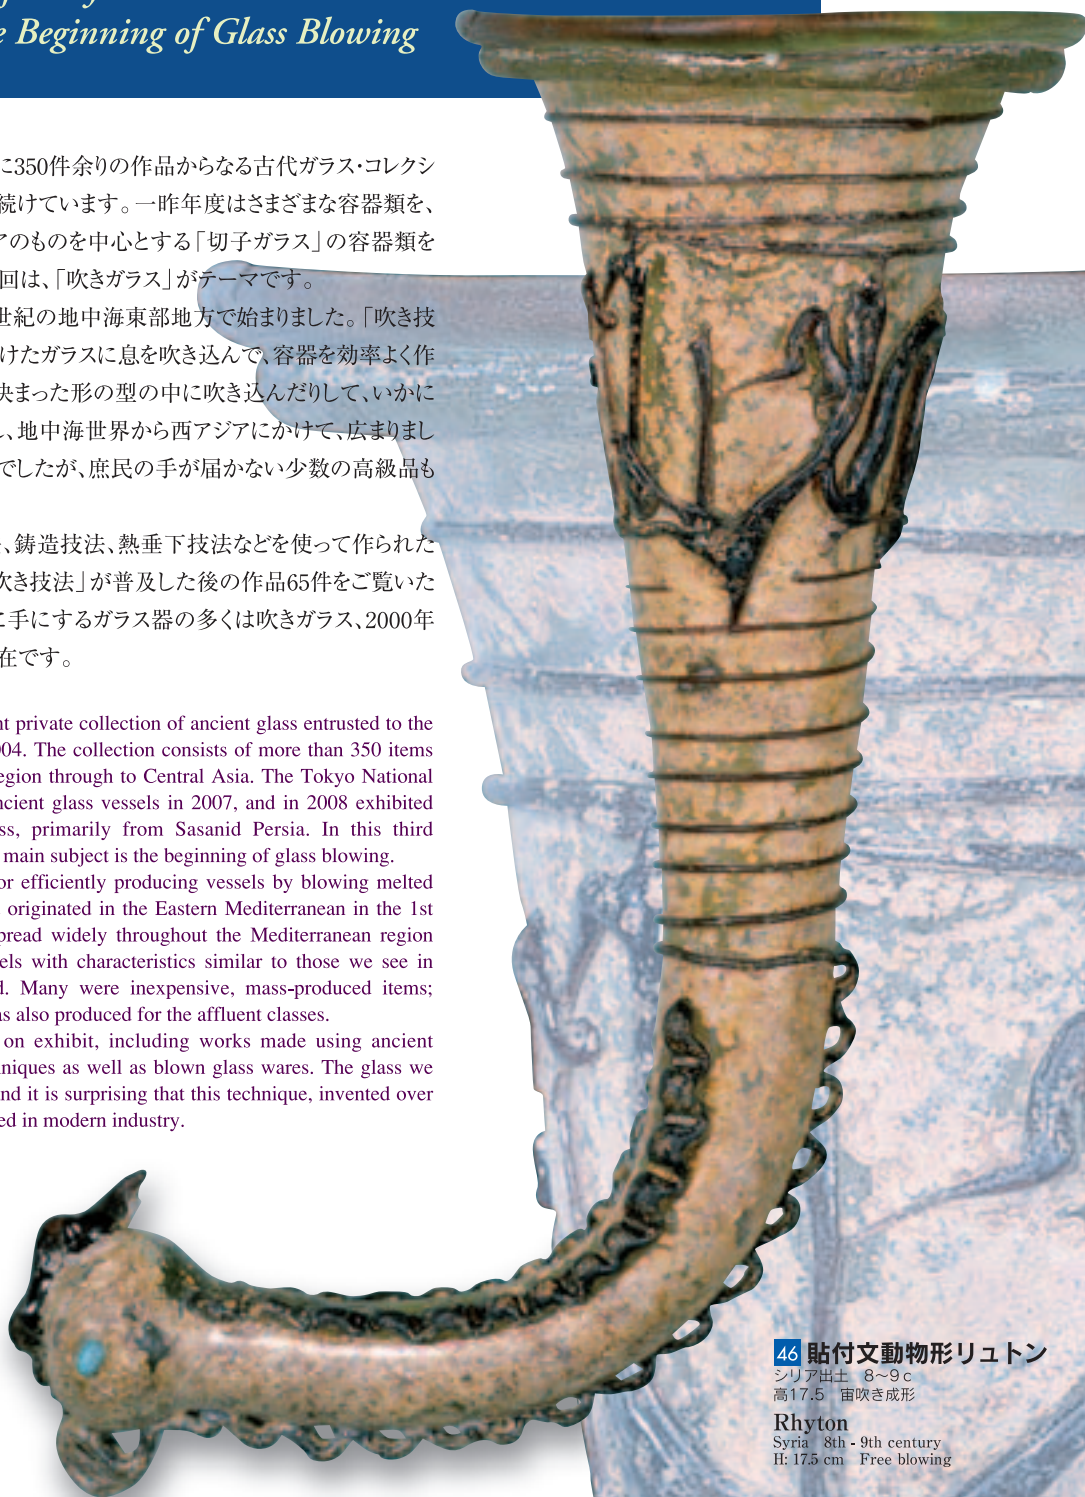 e Beginning of Glass Blowing
に350件余りの作品からなる古代ガラス・コレクシ
続けています。一昨年度はさまざまな容器類を、
アのものを中心とする「切子ガラス」の容器類を
回は、「吹きガラス」がテーマです。
世紀の地中海東部地方で始まりました。「吹き技
けたガラスに息を吹き込んで、容器を効率よく作
決まった形の型の中に吹き込んだりして、いかに
、地中海世界から西アジアにかけて、広まりまし
でしたが、庶民の手が届かない少数の高級品も
、鋳造技法、熱垂下技法などを使って作られた
吹き技法」が普及した後の作品65件をご覧いた
に手にするガラス器の多くは吹きガラス、2000年
在です。
nt private collection of ancient glass entrusted to the
004. The collection consists of more than 350 items
egion through to Central Asia. The Tokyo National
ncient glass vessels in 2007, and in 2008 exhibited
ss, primarily from Sasanid Persia. In this third
main subject is the beginning of glass blowing.
or efficiently producing vessels by blowing melted
originated in the Eastern Mediterranean in the 1st
pread widely throughout the Mediterranean region
els with characteristics similar to those we see in
d. Many were inexpensive, mass-produced items;
as also produced for the affluent classes.
on exhibit, including works made using ancient
niques as well as blown glass wares. The glass we
nd it is surprising that this technique, invented over
ed in modern industry.
46 貼付文動物形リュトン
シリア出土 8～9c
高17.5 宙吹き成形
Rhyton
Syria 8th - 9th century
H: 17.5 cm Free blowing